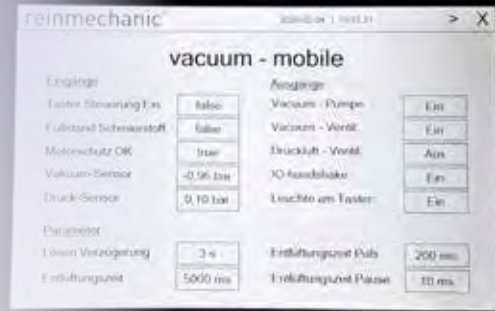 reinmechanic > X
vacuum - mobile
Eingänge Ausgänge
Taster Steuerung Ein false Vacuum - Pumpe Ein
Füllstand Schmierstoff false Vacuum - Ventil Ein
Motorschutz OK true Druckluft - Ventil Aus
Vakuum-Sensor -0,96 bar IO-handshake Ein
Druck-Sensor 0,10 bar Leuchte am Taster Ein
Parameter
Lösen Verzögerung 3 s Entlüftungszeit Puls 200 ms
Entlüftungszeit 5000 ms Entlüftungszeit Pause 10 ms